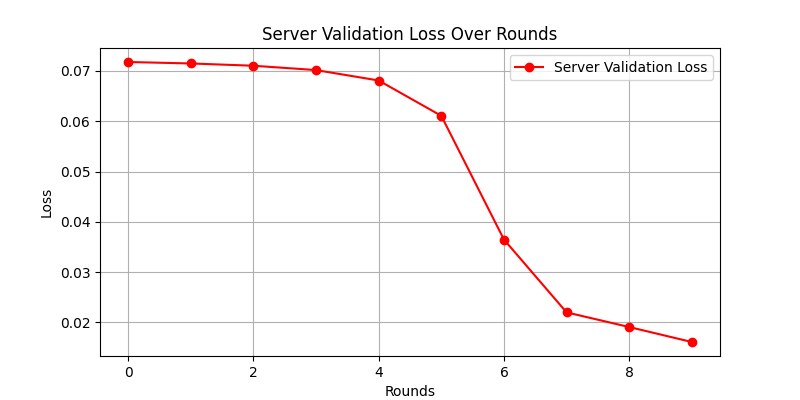 Server Validation Loss Over Rounds
Server Validation Loss
0.07
0.06
0.05
0.04
0.03
0.02
Loss
0 2 4 6 8
Rounds